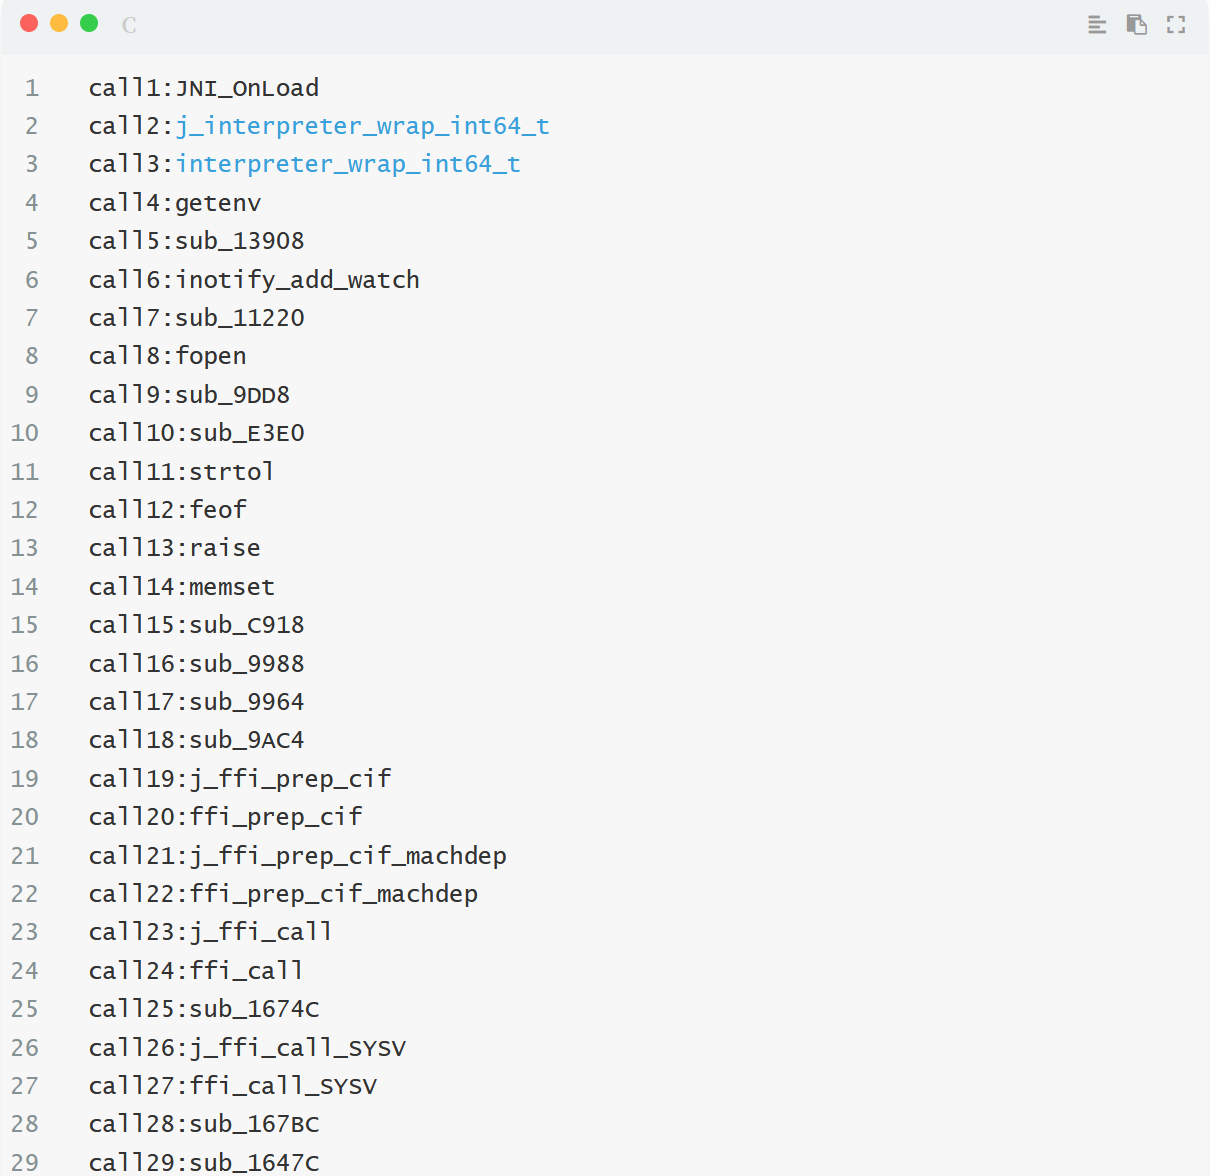 C
1 call1:JNI_OnLoad
2 call2:j_interpreter_wrap_int64_t
3 call3:interpreter_wrap_int64_t
4 call4:getenv
5 call5:sub_13908
6 call6:inotify_add_watch
7 call7:sub_11220
8 call8:fopen
9 call9:sub_9DD8
10 call10:sub_E3E0
11 call11:strtol
12 call12:feof
13 call13:raise
14 call14:memset
15 call15:sub_C918
16 call16:sub_9988
17 call17:sub_9964
18 call18:sub_9AC4
19 call19:j_ffi_prep_cif
20 call20:ffi_prep_cif
21 call21:j_ffi_prep_cif_machdep
22 call22:ffi_prep_cif_machdep
23 call23:j_ffi_call
24 call24:ffi_call
25 call25:sub_1674C
26 call26:j_ffi_call_SYSV
27 call27:ffi_call_SYSV
28 call28:sub_167BC
29 call29:sub_1647C